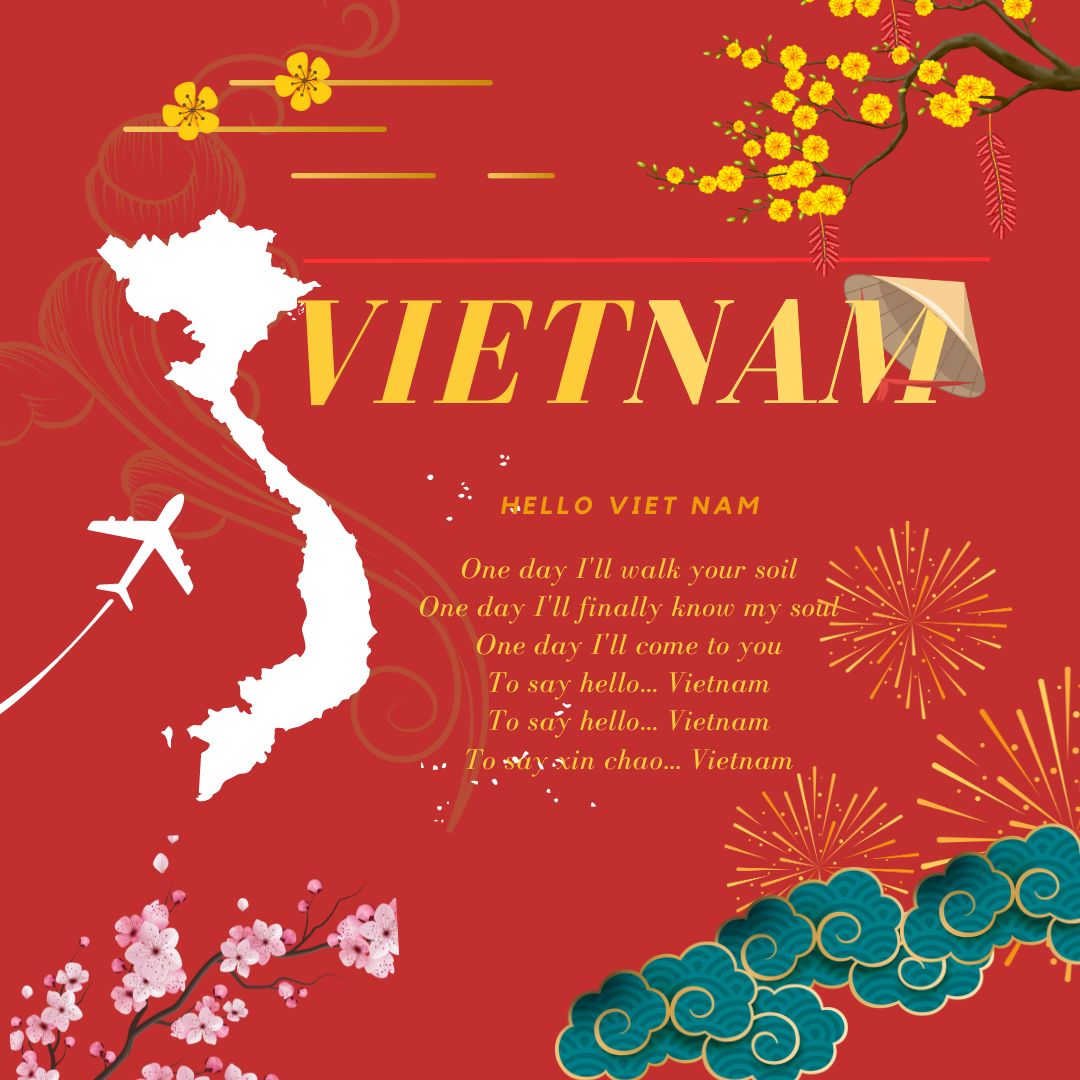 VIETNAM
HELLO VIET NAM
One day I'll walk your soil
One day I'll finally know my soul
One day I'll come to you
To say hello... Vietnam
To say hello... Vietnam
To say xin chao... Vietnam